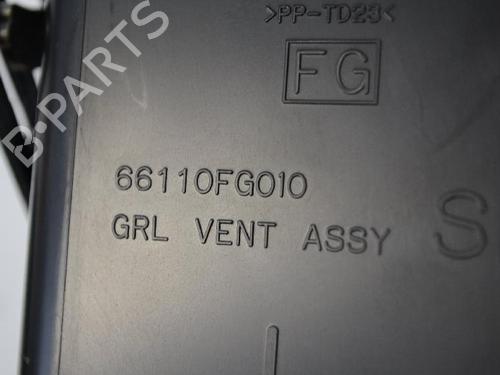 >PP-TD23<
FG
66110FG010
GRL VENT ASSY S
B-PARTS